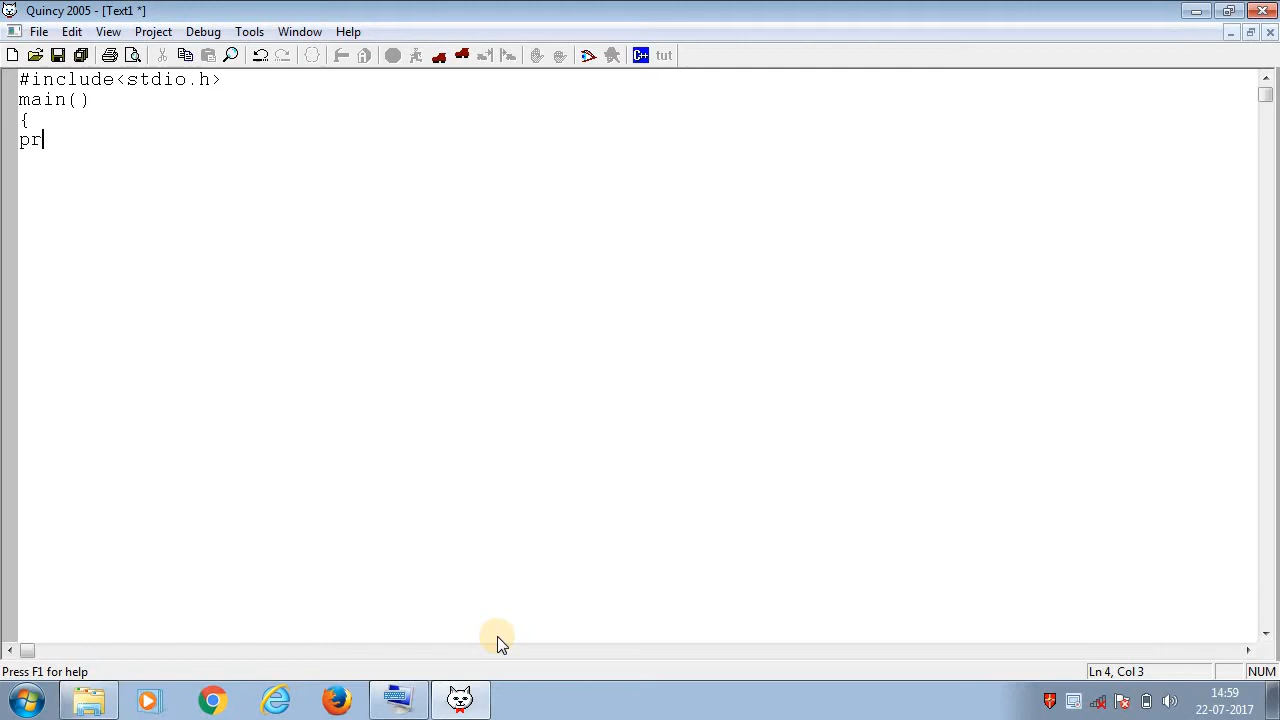 Quincy 2005 - [Text1 *]
File Edit View Project Debug Tools Window Help
C++ tut
#include<stdio.h>
main()
{
pr
Press F1 for help
Ln 4, Col 3
NUM
14:59
22-07-2017